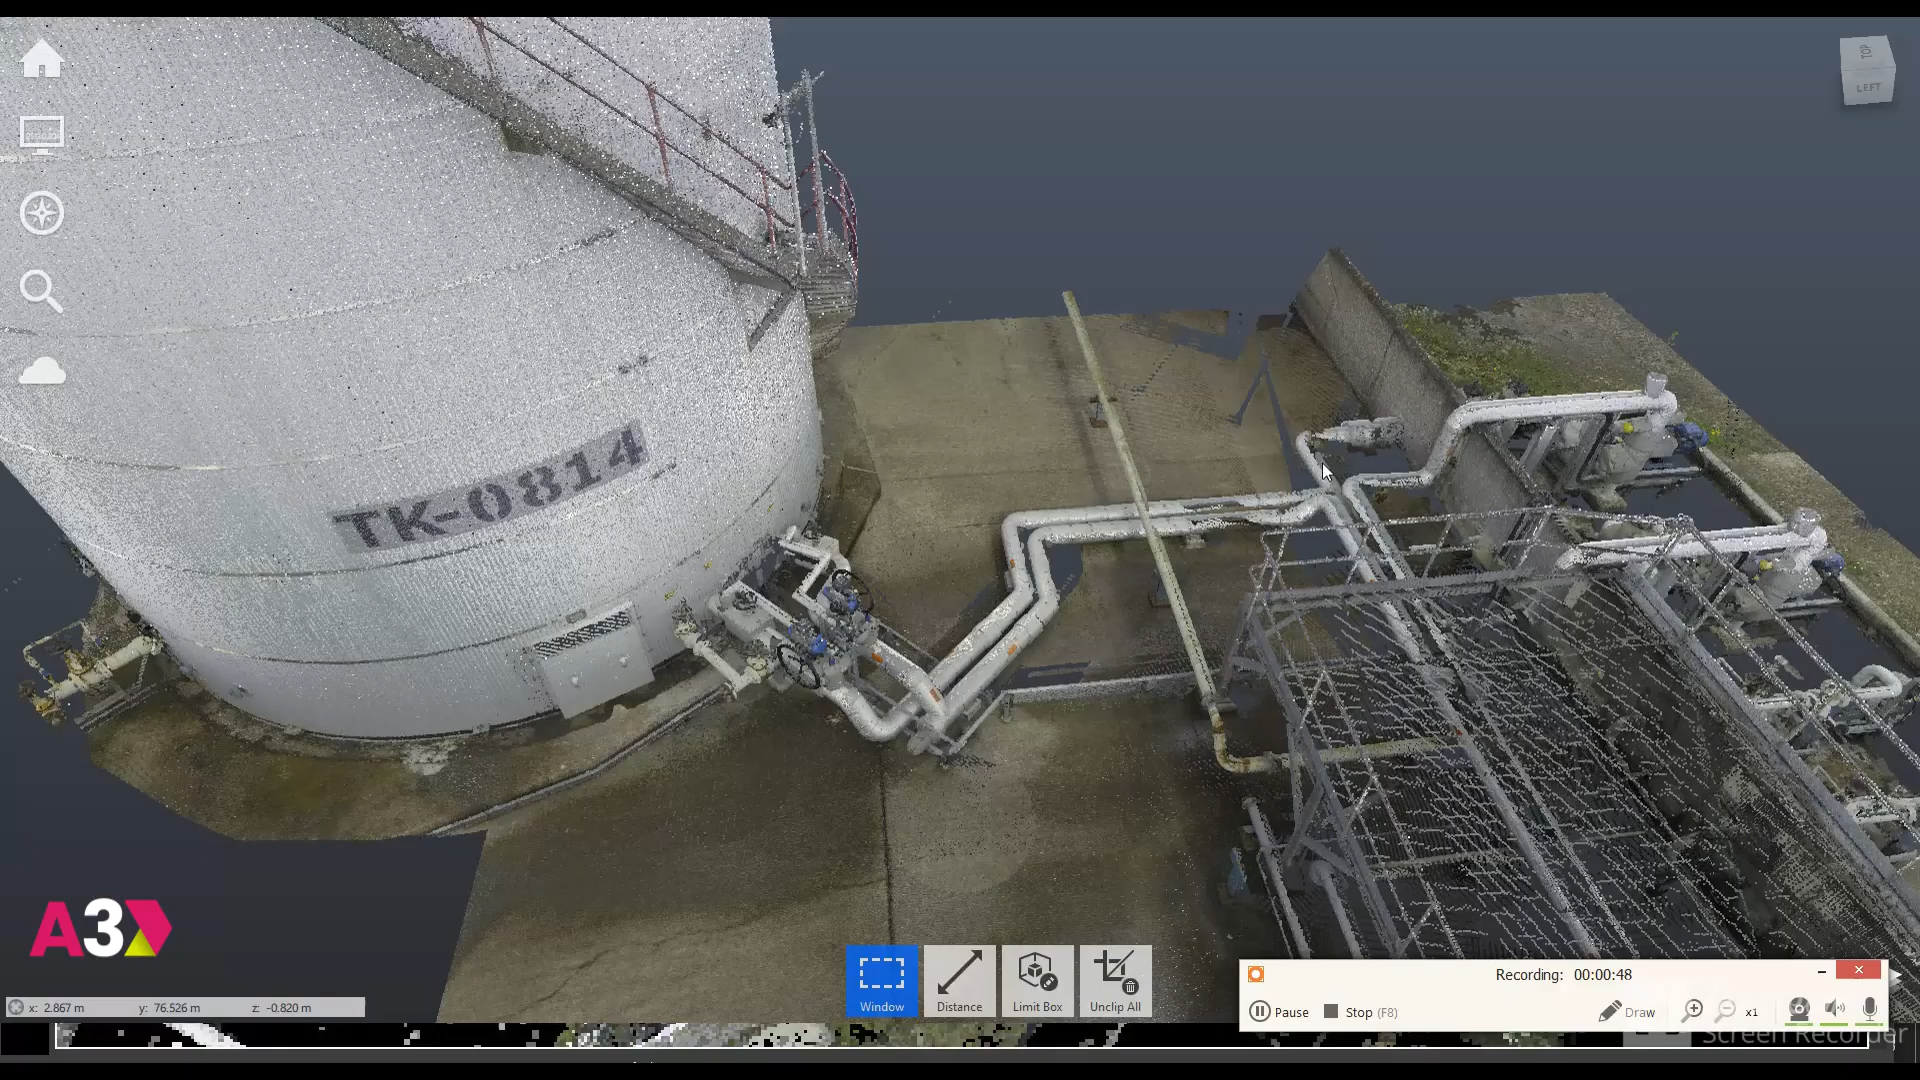 TOP
LEFT
TK-0814
A3
x: 2.867 m y: 76.526 m z: -0.820 m
Window
Distance
Limit Box
Unclip All
Recording: 00:00:48
Pause
Stop (F8)
Draw
x1
Screen Recorder